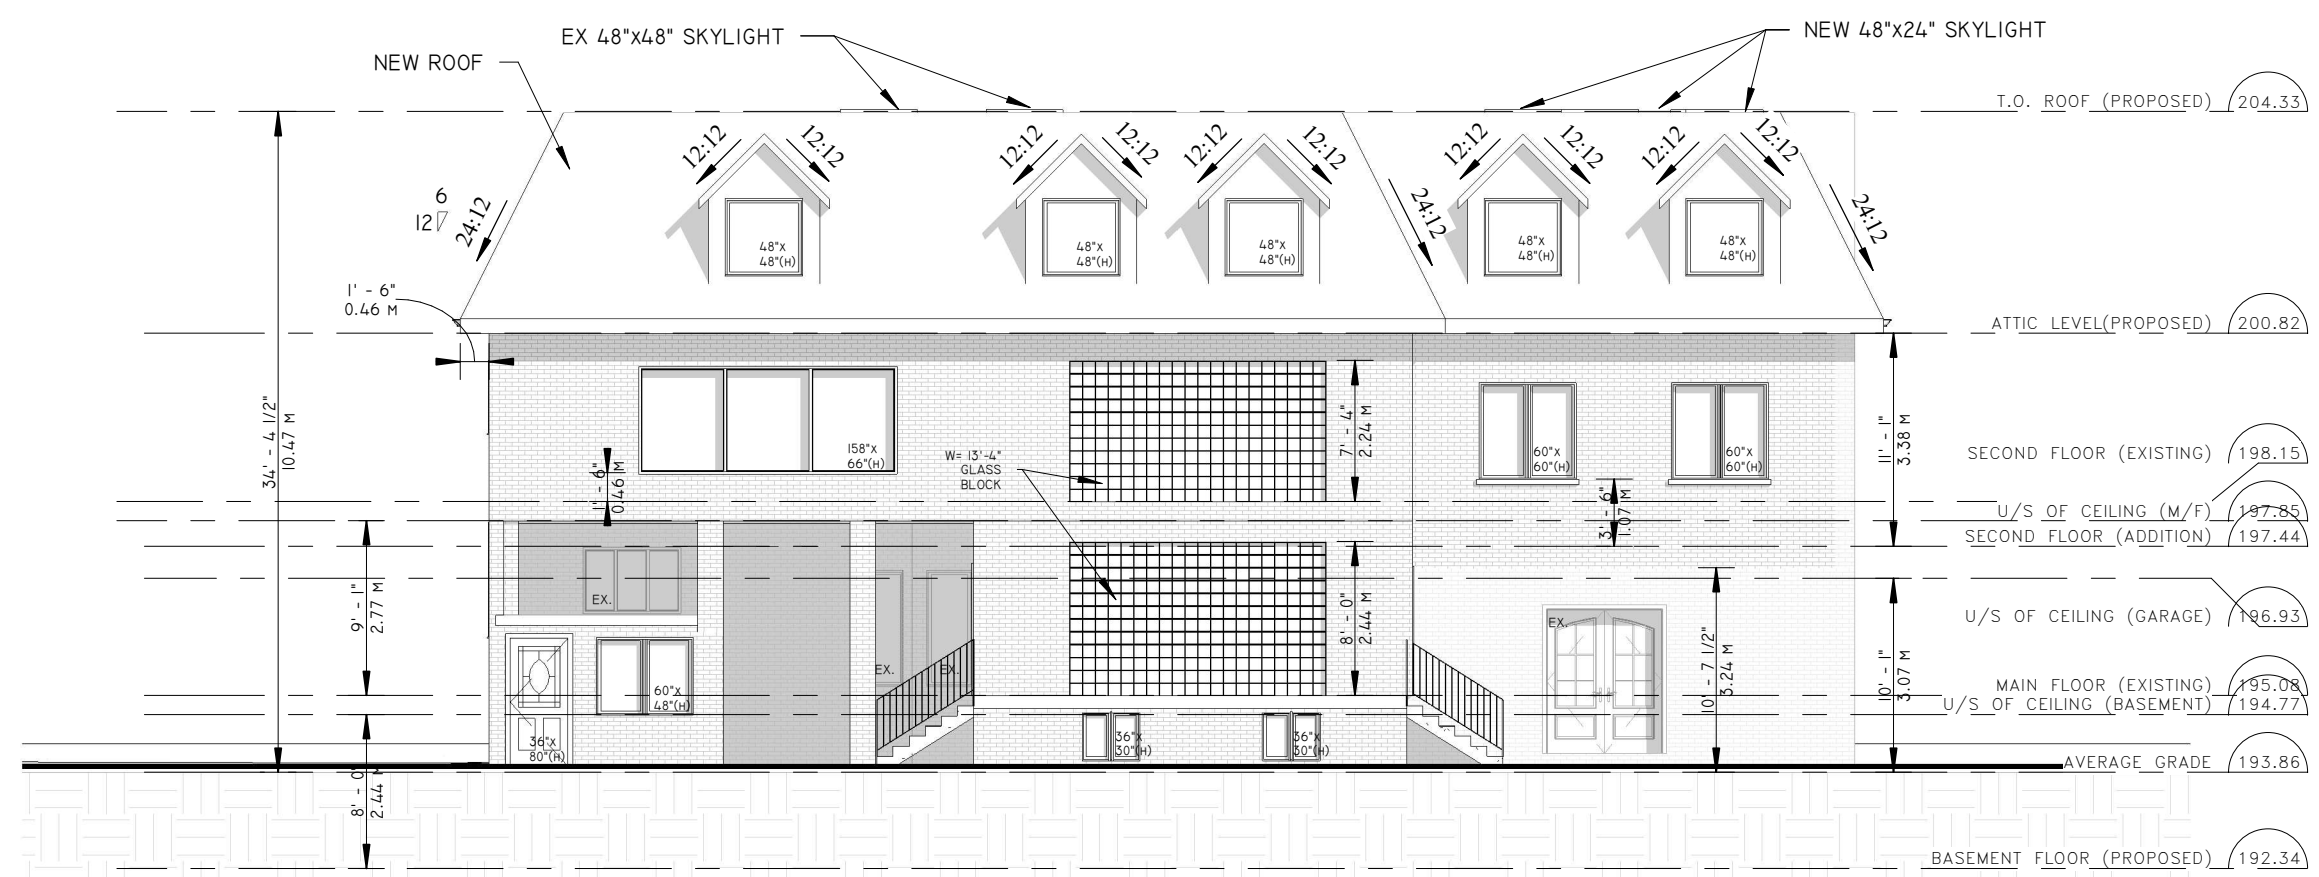 EX 48"x48" SKYLIGHT
NEW 48"x24" SKYLIGHT
NEW ROOF
T.O. ROOF (PROPOSED) 204.33
12:12
12:12
12:12
12:12
12:12
12:12
12:12
12:12
12:12
12:12
6
12
24:12
24:12
24:12
48"x
48"(H)
48"x
48"(H)
48"x
48"(H)
48"x
48"(H)
48"x
48"(H)
1' - 6"
0.46 M
ATTIC LEVEL(PROPOSED) 200.82
34' - 4 1/2"
10.47 M
158"x
66"(H)
1' - 6"
0.46 M
W= 13'-4"
GLASS
BLOCK
7' - 4"
2.24 M
60"x
60"(H)
60"x
60"(H)
3' - 6"
1.07 M
11' - 1"
3.38 M
SECOND FLOOR (EXISTING) 198.15
U/S OF CEILING (M/F) 197.85
SECOND FLOOR (ADDITION) 197.44
9' - 1"
2.77 M
EX.
EX.
EX.
EX.
8' - 0"
2.44 M
10' - 7 1/2"
3.24 M
10' - 1"
3.07 M
U/S OF CEILING (GARAGE) 196.93
60"x
48"(H)
36"x
80"(H)
36"x
30"(H)
36"x
30"(H)
MAIN FLOOR (EXISTING) 195.08
U/S OF CEILING (BASEMENT) 194.77
AVERAGE GRADE 193.86
8' - 0"
2.44 M
BASEMENT FLOOR (PROPOSED) 192.34